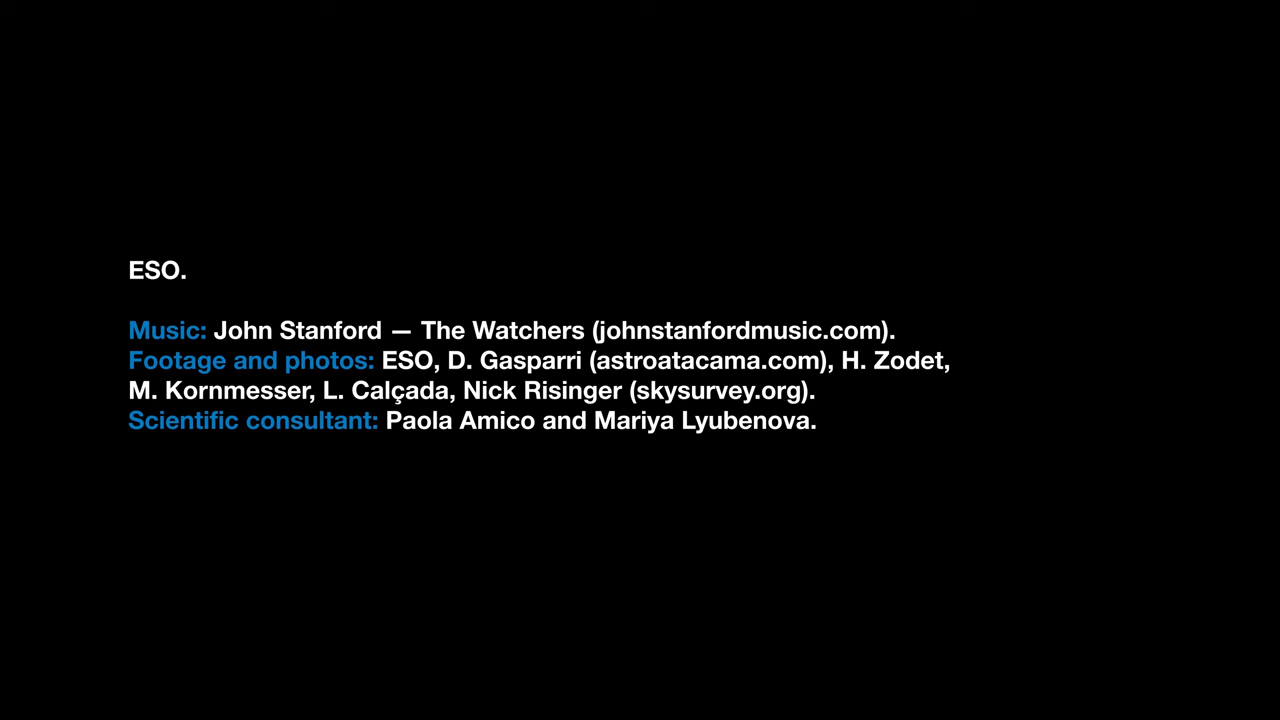 ESO.
Music: John Stanford — The Watchers (johnstanfordmusic.com).
Footage and photos: ESO, D. Gasparri (astroatacama.com), H. Zodet,
M. Kornmesser, L. Calçada, Nick Risinger (skysurvey.org).
Scientific consultant: Paola Amico and Mariya Lyubenova.